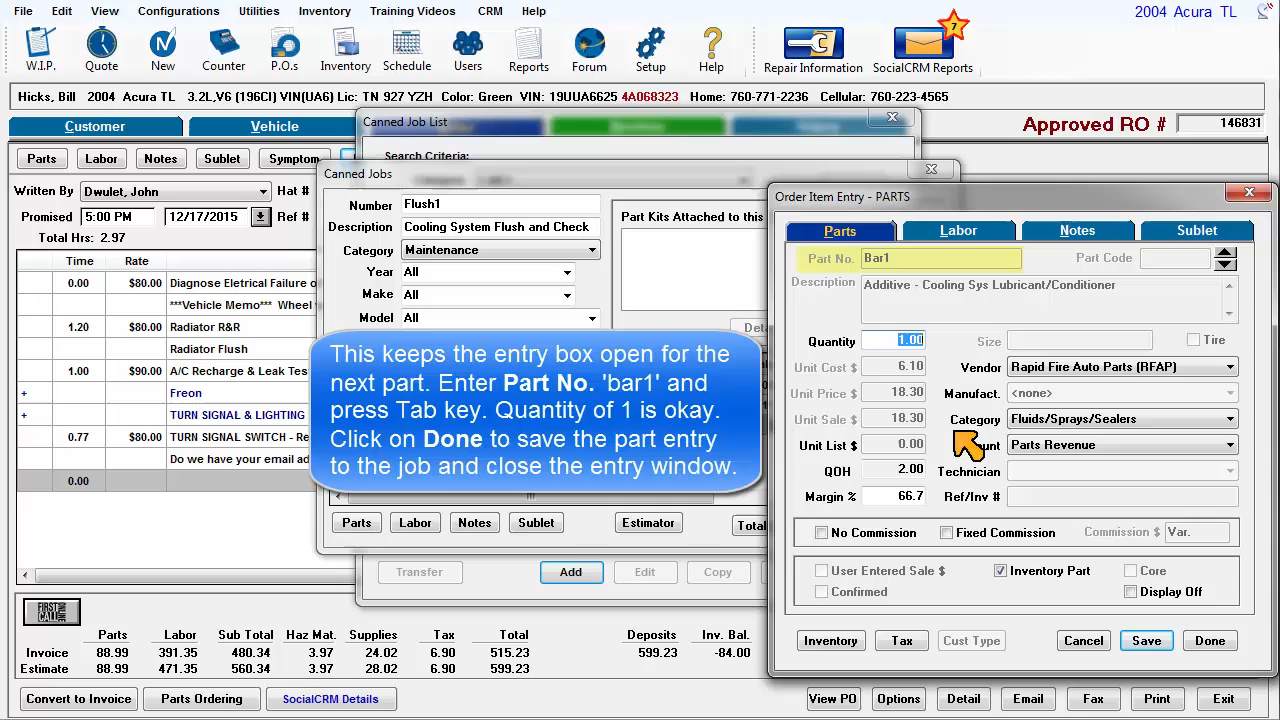 File Edit View Configurations Utilities Inventory Training Videos CRM Help
2004 Acura TL
W.I.P. Quote New Counter P.O.s Inventory Schedule Users Reports Forum Setup Help Repair Information SocialCRM Reports
7
Hicks, Bill 2004 Acura TL 3.2L,V6 (196CI) VIN(UA6) Lic: TN 927 YZH Color: Green VIN: 19UUA6625 4A068323 Home: 760-771-2236 Cellular: 760-223-4565
Customer Vehicle
Approved RO # 146831
Parts Labor Notes Sublet Symptom
Written By Dwulet, John Hat #
Promised 5:00 PM 12/17/2015 Ref #
Total Hrs: 2.97
Time Rate
0.00 $80.00 Diagnose Eletrical Failure o
***Vehicle Memo*** Wheel
1.20 $80.00 Radiator R&R
Radiator Flush
1.00 $90.00 A/C Recharge & Leak Test
+ Freon
+ TURN SIGNAL & LIGHTING
0.77 $80.00 TURN SIGNAL SWITCH - Re
Do we have your email ad
0.00
Canned Job List
Search Criteria:
Canned Jobs
Number Flush1
Description Cooling System Flush and Check
Category Maintenance
Year All
Make All
Model All
Part Kits Attached to this
Deta
This keeps the entry box open for the
next part. Enter Part No. 'bar1' and
press Tab key. Quantity of 1 is okay.
Click on Done to save the part entry
to the job and close the entry window.
Parts Labor Notes Sublet Estimator Total
Transfer Add Edit Copy
Order Item Entry - PARTS
Parts Labor Notes Sublet
Part No. Bar1 Part Code
Description Additive - Cooling Sys Lubricant/Conditioner
Quantity 1.00 Size Tire
Unit Cost $ 6.10 Vendor Rapid Fire Auto Parts (RFAP)
Unit Price $ 18.30 Manufact. <none>
Unit Sale $ 18.30 Category Fluids/Sprays/Sealers
Unit List $ 0.00 unt Parts Revenue
QOH 2.00 Technician
Margin % 66.7 Ref/Inv #
No Commission Fixed Commission Commission $ Var.
User Entered Sale $ Inventory Part Core
Confirmed Display Off
Inventory Tax Cust Type Cancel Save Done
FIRST CALL
Parts Labor Sub Total Haz Mat. Supplies Tax Total Deposits Inv. Bal.
Invoice 88.99 391.35 480.34 3.97 24.02 6.90 515.23 599.23 -84.00
Estimate 88.99 471.35 560.34 3.97 28.02 6.90 599.23
Convert to Invoice Parts Ordering SocialCRM Details View PO Options Detail Email Fax Print Exit